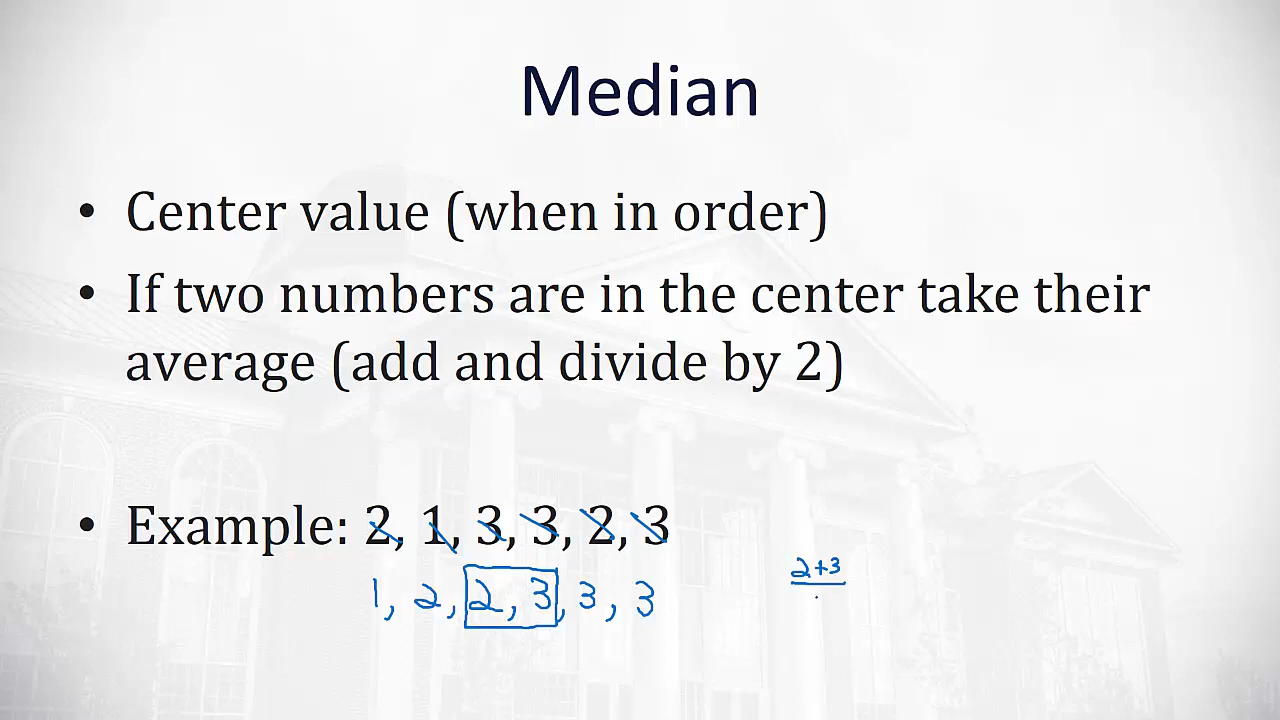 Median
• Center value (when in order)
• If two numbers are in the center take their
average (add and divide by 2)
• Example: 2, 1, 3, 3, 2, 3
2+3
1, 2, 2, 3, 3, 3